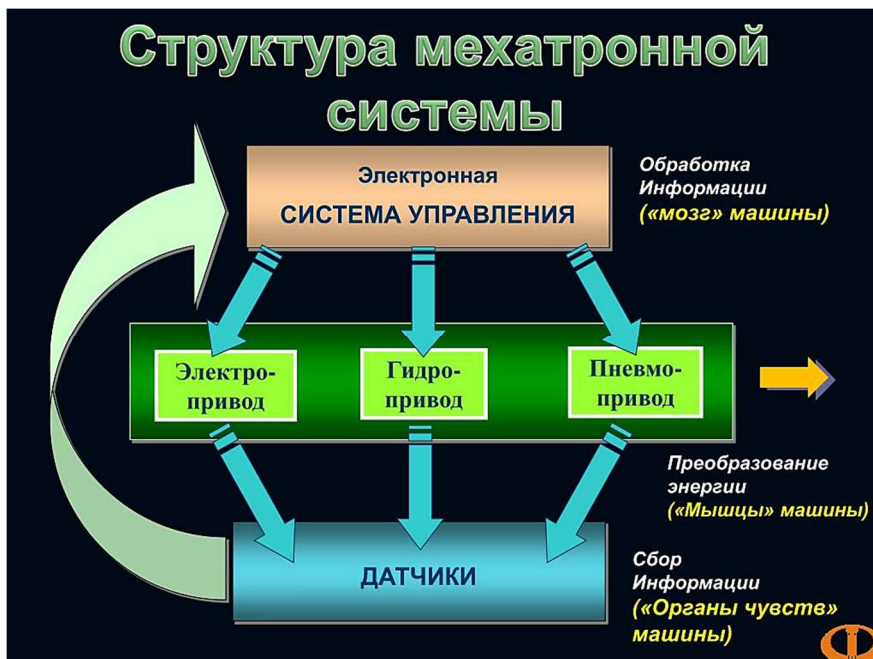 Структура мехатронной
системы
Электронная
СИСТЕМА УПРАВЛЕНИЯ
Обработка
Информации
(«мозг» машины)
Электро-
привод
Гидро-
привод
Пневмо-
привод
Преобразование
энергии
(«Мышцы» машины)
ДАТЧИКИ
Сбор
Информации
(«Органы чувств»
машины)